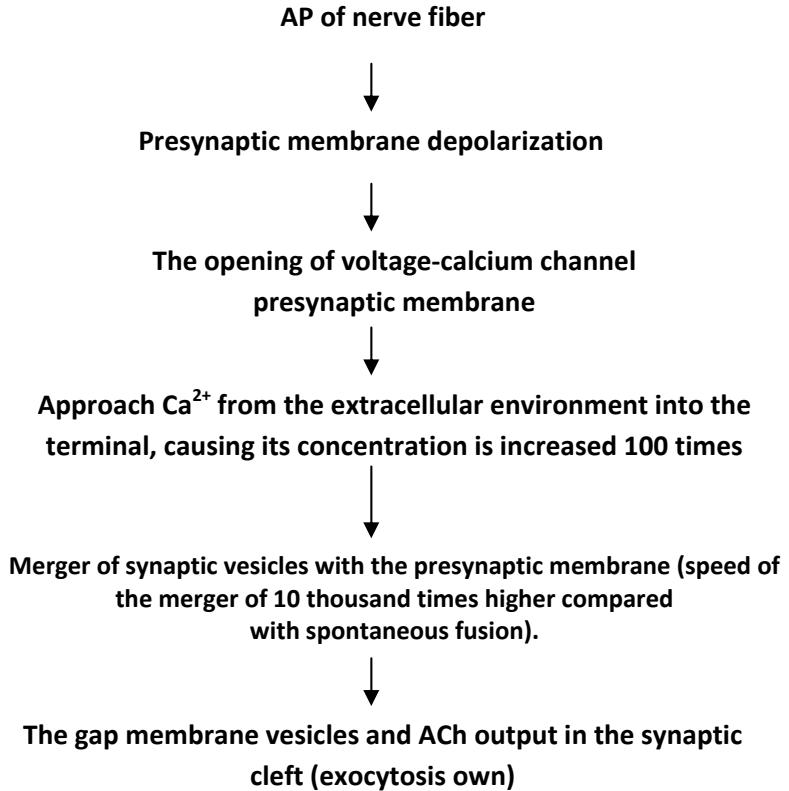 AP of nerve fiber
Presynaptic membrane depolarization
The opening of voltage-calcium channel
presynaptic membrane
Approach Ca²⁺ from the extracellular environment into the
terminal, causing its concentration is increased 100 times
Merger of synaptic vesicles with the presynaptic membrane (speed of
the merger of 10 thousand times higher compared
with spontaneous fusion).
The gap membrane vesicles and ACh output in the synaptic
cleft (exocytosis own)